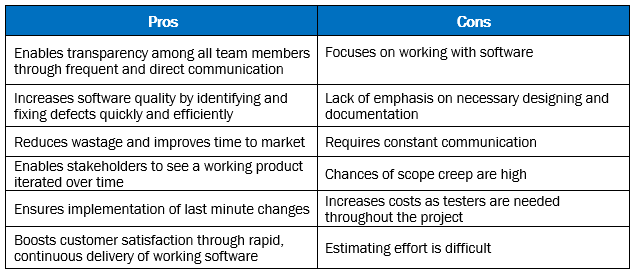 Pros
Cons
Enables transparency among all team members
through frequent and direct communication
Focuses on working with software
Increases software quality by identifying and
fixing defects quickly and efficiently
Lack of emphasis on necessary designing and
documentation
Reduces wastage and improves time to market
Requires constant communication
Enables stakeholders to see a working product
iterated over time
Chances of scope creep are high
Ensures implementation of last minute changes
Increases costs as testers are needed
throughout the project
Boosts customer satisfaction through rapid,
continuous delivery of working software
Estimating effort is difficult